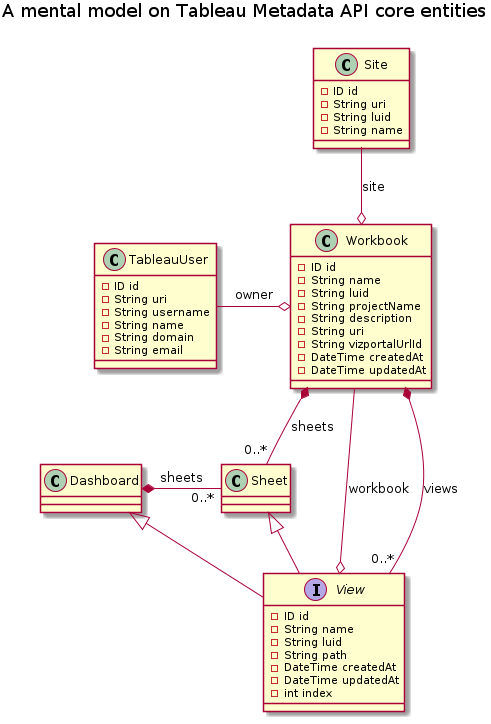 A mental model on Tableau Metadata API core entities
C Site
ID id
String uri
String luid
String name
site
C Workbook
ID id
String name
String luid
String projectName
String description
String uri
String vizportalUrlId
DateTime createdAt
DateTime updatedAt
C TableauUser
ID id
String uri
String username
String name
String domain
String email
owner
sheets
0..*
C Dashboard
sheets
0..*
C Sheet
workbook
views
0..*
I View
ID id
String name
String luid
String path
DateTime createdAt
DateTime updatedAt
int index